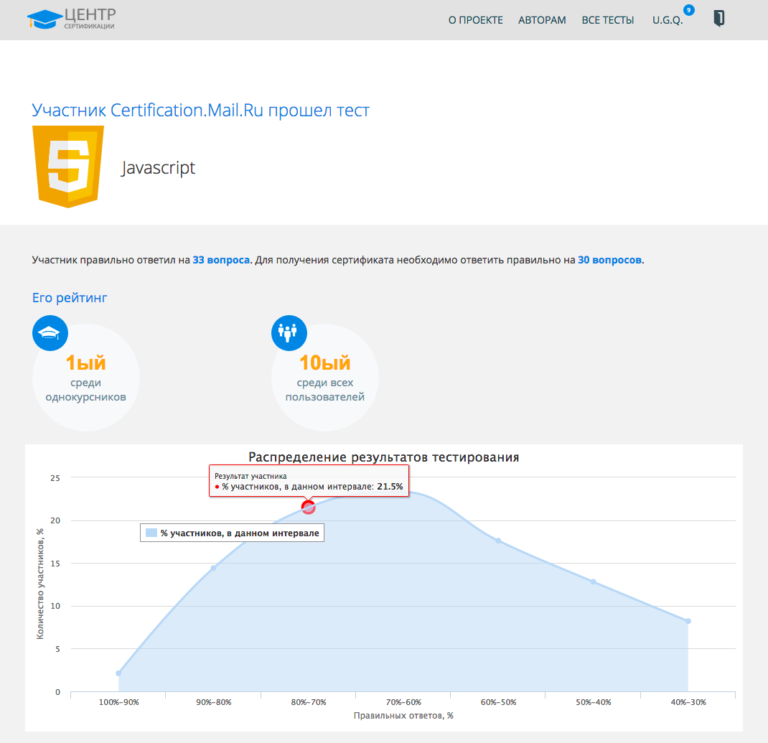 ЦЕНТР
СЕРТИФИКАЦИИ
О ПРОЕКТЕ АВТОРАМ ВСЕ ТЕСТЫ U.G.Q. 9
Участник Certification.Mail.Ru прошел тест
5
Javascript
Участник правильно ответил на 33 вопроса. Для получения сертификата необходимо ответить правильно на 30 вопросов.
Его рейтинг
1ый
среди
однокурсников
10ый
среди всех
пользователей
Распределение результатов тестирования
Результат участника
● % участников, в данном интервале: 21.5%
% участников, в данном интервале
Количество участников, %
25
20
15
10
5
0
100%-90% 90%-80% 80%-70% 70%-60% 60%-50% 50%-40% 40%-30%
Правильных ответов, %